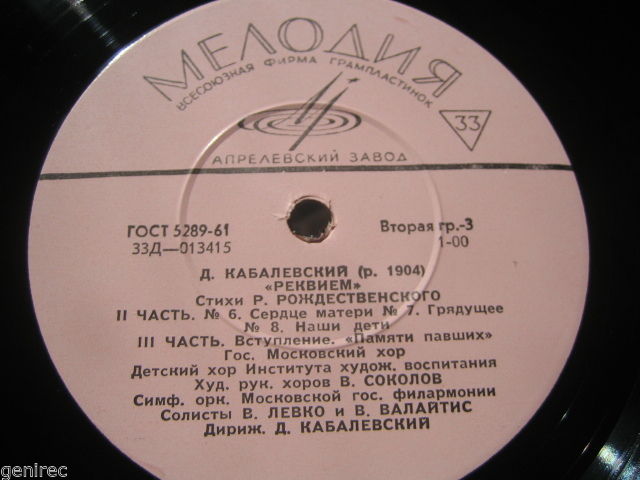 МЕЛОДИЯ
ВСЕСОЮЗНАЯ ФИРМА ГРАМПЛАСТИНОК
33
АПРЕЛЕВСКИЙ ЗАВОД
ГОСТ 5289-61 Вторая гр.-3
33Д—013415 1-00
Д. КАБАЛЕВСКИЙ (р. 1904)
«РЕКВИЕМ»
Стихи Р. РОЖДЕСТВЕНСКОГО
II ЧАСТЬ. № 6. Сердце матери № 7. Грядущее
№ 8. Наши дети
III ЧАСТЬ. Вступление. «Памяти павших»
Гос. Московский хор
Детский хор Института худож. воспитания
Худ. рук. хоров В. СОКОЛОВ
Симф. орк. Московской гос. филармонии
Солисты В. ЛЕВКО и В. ВАЛАЙТИС
Дириж. Д. КАБАЛЕВСКИЙ
genirec